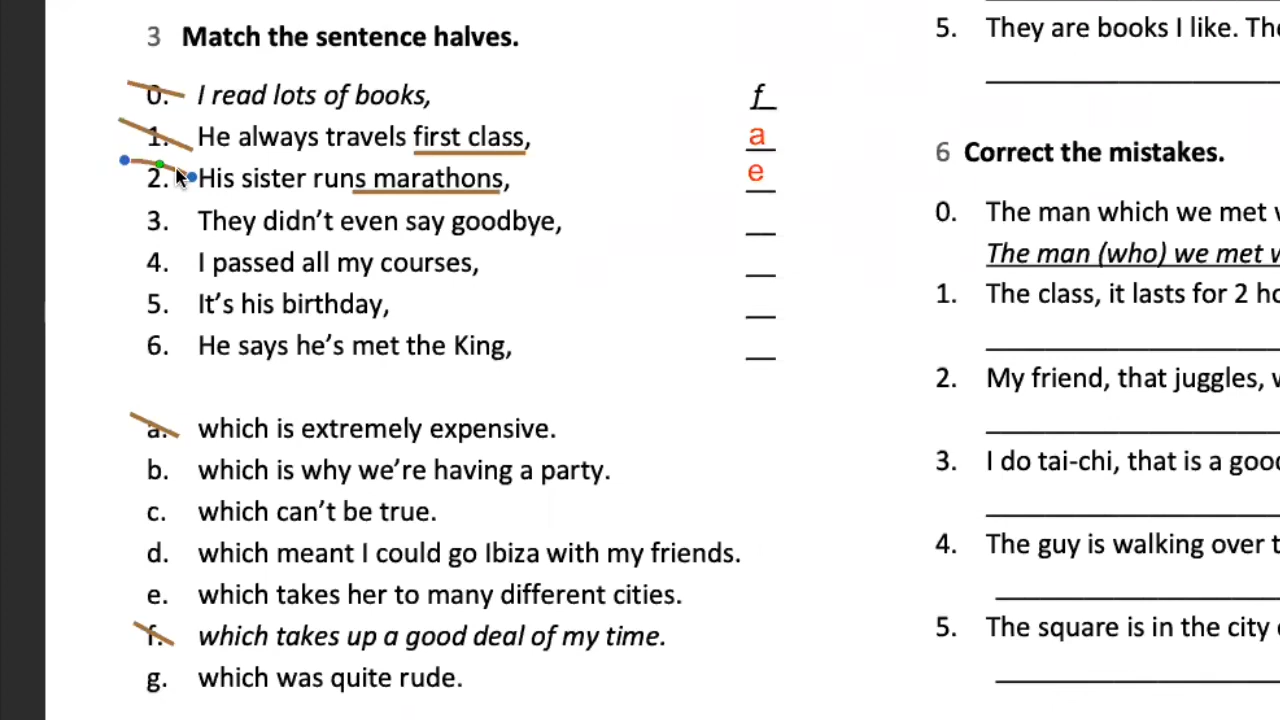 3 Match the sentence halves.
0. I read lots of books, f
1. He always travels first class, a
2. His sister runs marathons, e
3. They didn't even say goodbye, __
4. I passed all my courses, __
5. It's his birthday, __
6. He says he's met the King, __
a. which is extremely expensive.
b. which is why we're having a party.
c. which can't be true.
d. which meant I could go Ibiza with my friends.
e. which takes her to many different cities.
f. which takes up a good deal of my time.
g. which was quite rude.
5. They are books I like. The
6 Correct the mistakes.
0. The man which we met
The man (who) we met
1. The class, it lasts for 2
2. My friend, that juggles,
3. I do tai-chi, that is a
4. The guy is walking over
5. The square is in the city